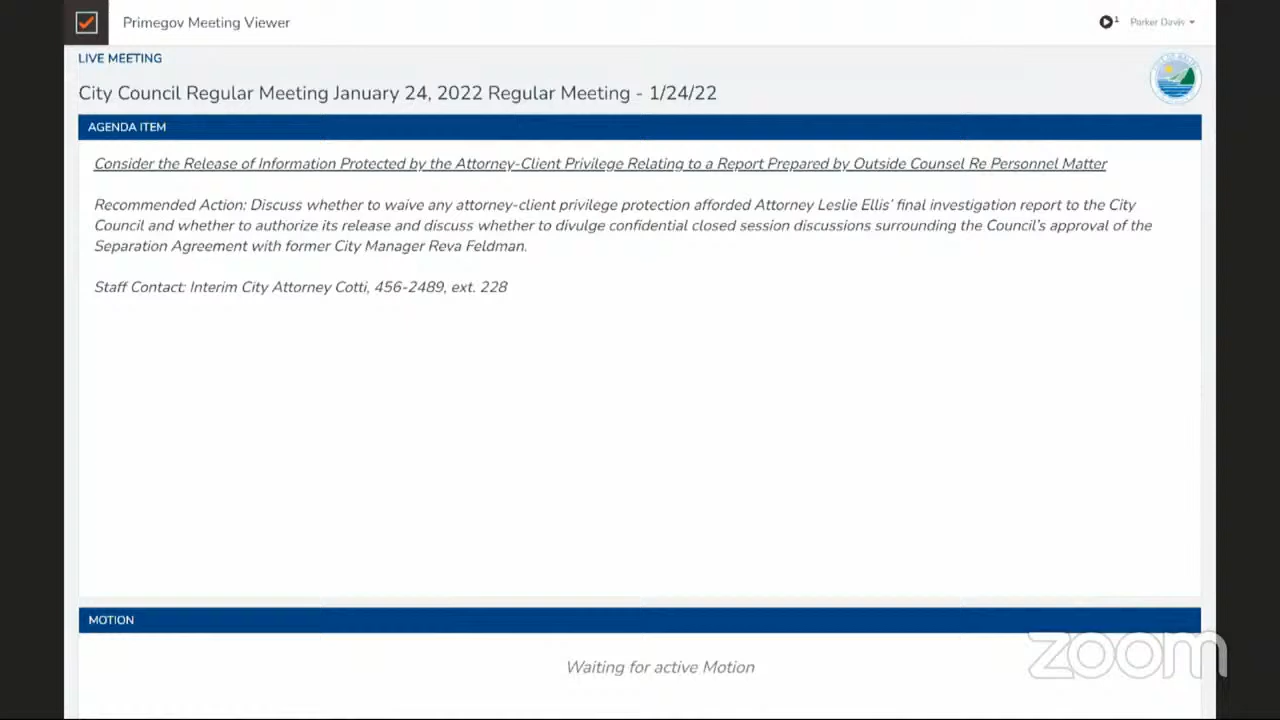 Primegov Meeting Viewer
1
Parker Davis
LIVE MEETING
City Council Regular Meeting January 24, 2022 Regular Meeting - 1/24/22
AGENDA ITEM
Consider the Release of Information Protected by the Attorney-Client Privilege Relating to a Report Prepared by Outside Counsel Re Personnel Matter
Recommended Action: Discuss whether to waive any attorney-client privilege protection afforded Attorney Leslie Ellis' final investigation report to the City
Council and whether to authorize its release and discuss whether to divulge confidential closed session discussions surrounding the Council's approval of the
Separation Agreement with former City Manager Reva Feldman.
Staff Contact: Interim City Attorney Cotti, 456-2489, ext. 228
MOTION
Waiting for active Motion
zoom